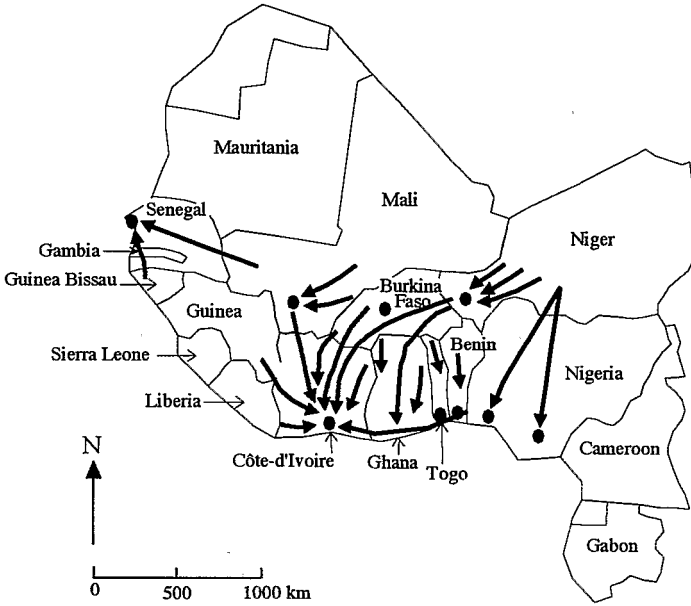 Mauritania
Mali
Senegal
Niger
Gambia
Guinea Bissau
Burkina
Faso
Guinea
Benin
Sierra Leone
Nigeria
Liberia
N
Côte-d'Ivoire
Ghana
Togo
Cameroon
Gabon
0 500 1000 km